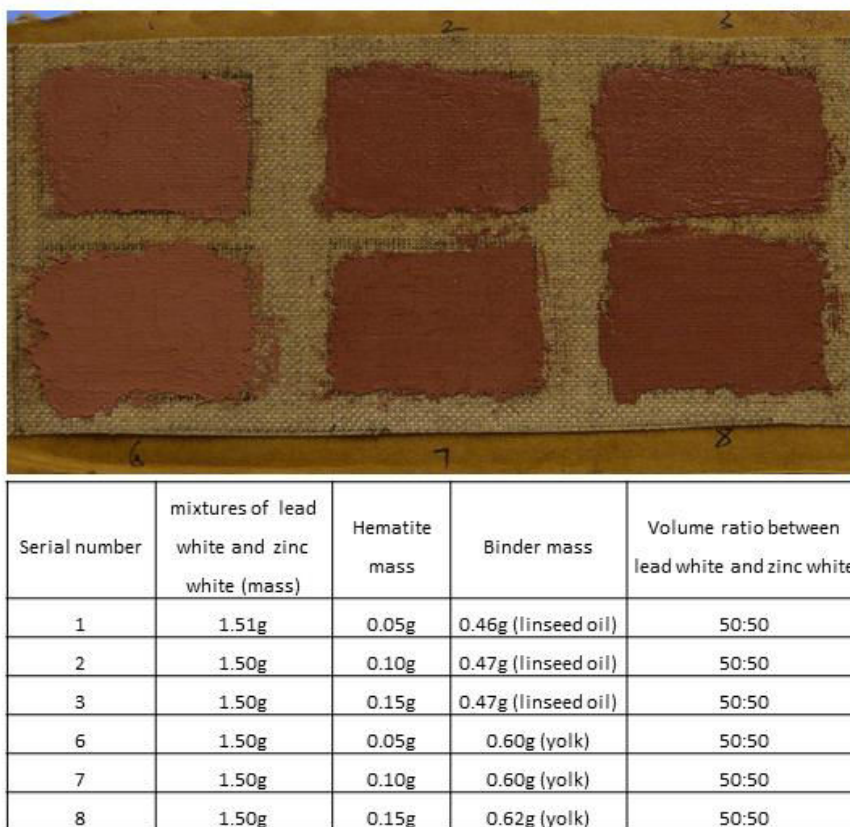 1 2 3
6 7 8
Serial number | mixtures of lead white and zinc white (mass) | Hematite mass | Binder mass | Volume ratio between lead white and zinc white
1 | 1.51g | 0.05g | 0.46g (linseed oil) | 50:50
2 | 1.50g | 0.10g | 0.47g (linseed oil) | 50:50
3 | 1.50g | 0.15g | 0.47g (linseed oil) | 50:50
6 | 1.50g | 0.05g | 0.60g (yolk) | 50:50
7 | 1.50g | 0.10g | 0.60g (yolk) | 50:50
8 | 1.50g | 0.15g | 0.62g (yolk) | 50:50